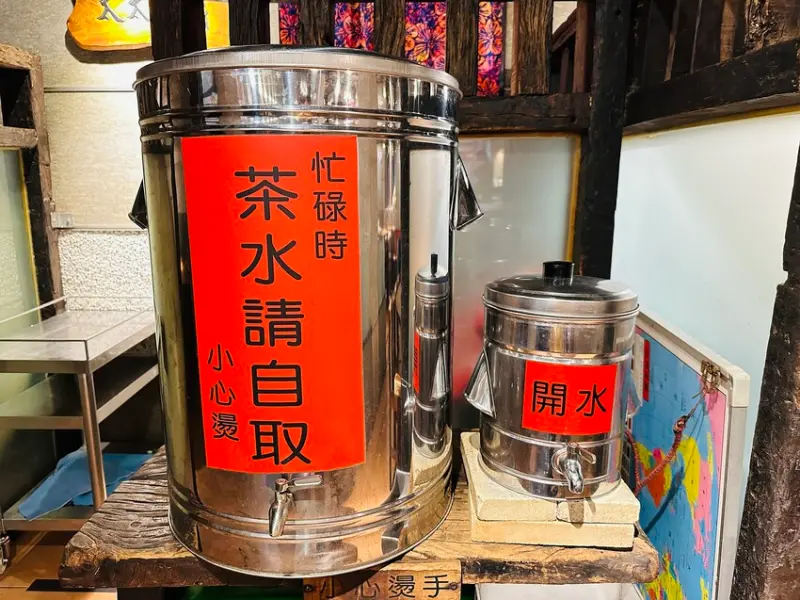 忙碌時
茶水請自取
小心燙
開水
小心燙手